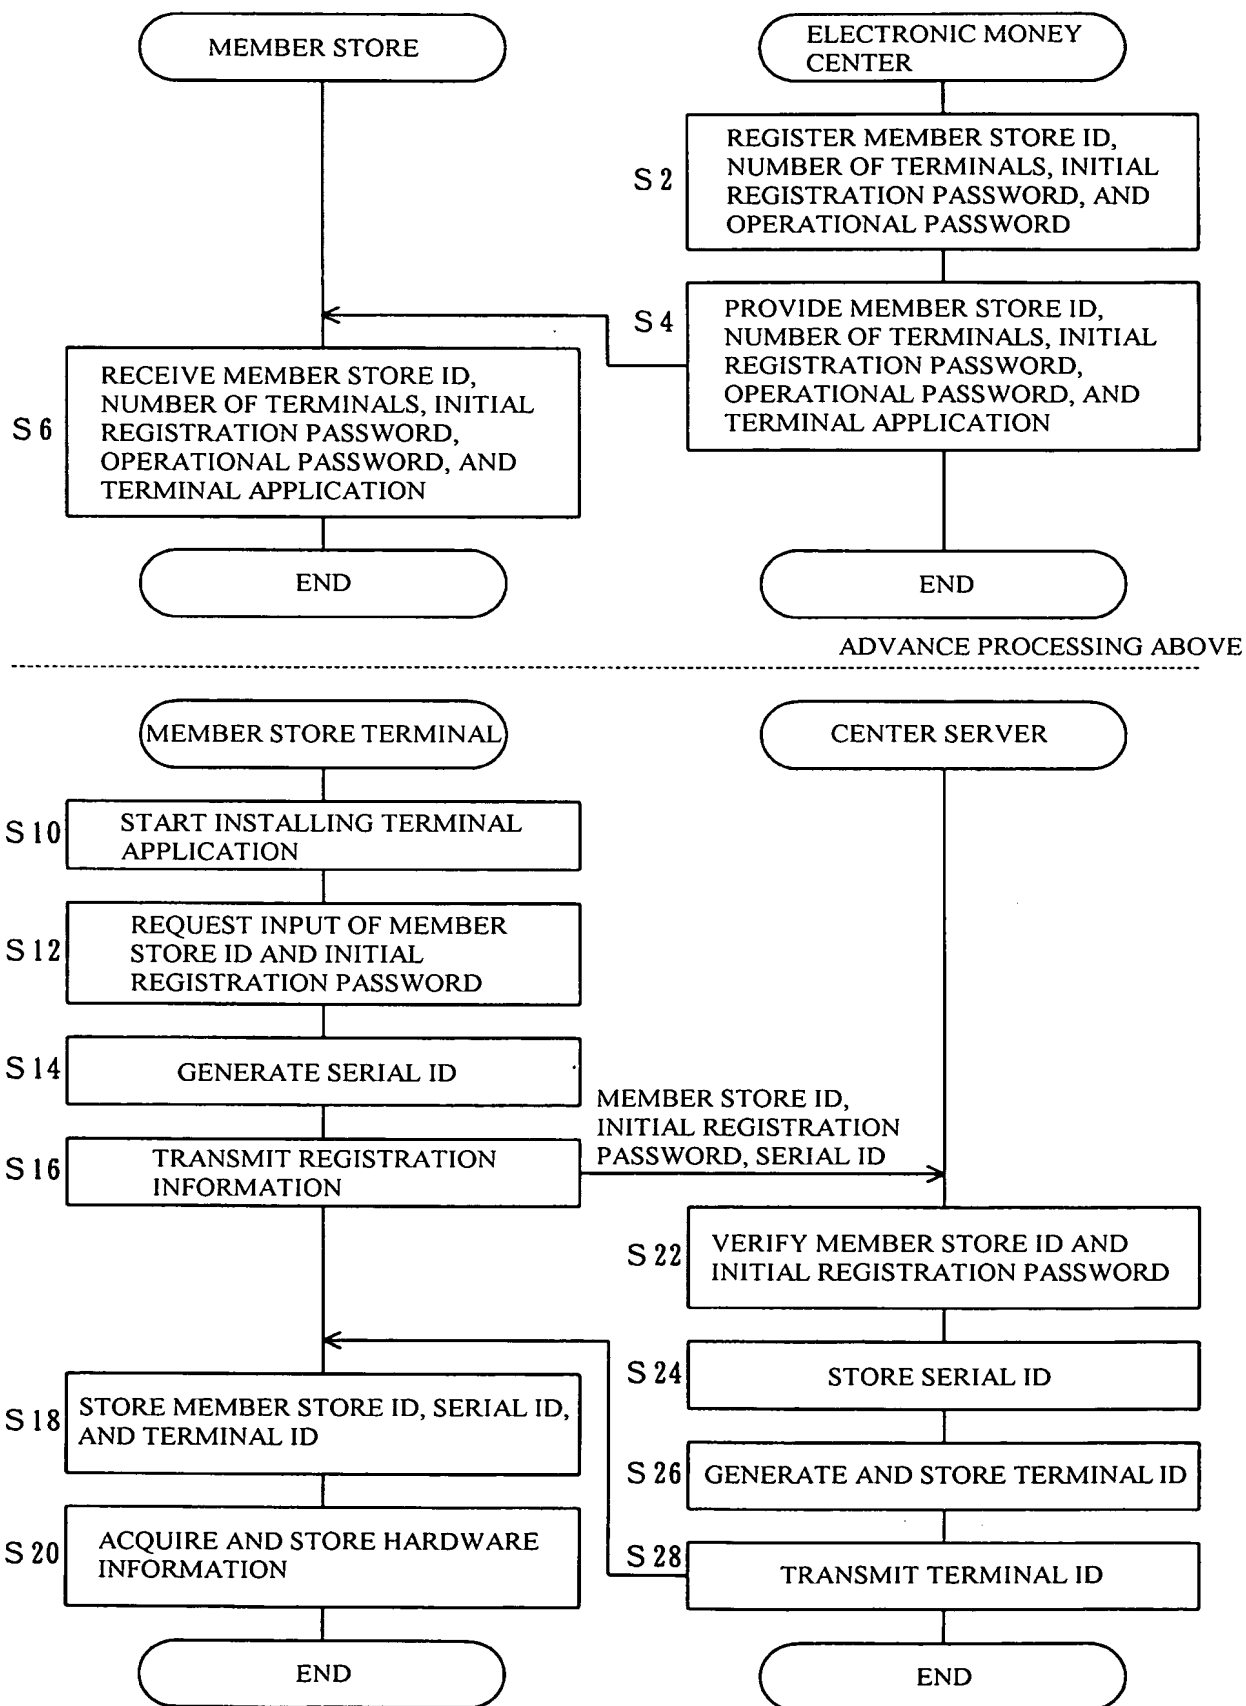 MEMBER STORE
ELECTRONIC MONEY
CENTER
S 2
REGISTER MEMBER STORE ID,
NUMBER OF TERMINALS, INITIAL
REGISTRATION PASSWORD, AND
OPERATIONAL PASSWORD
S 4
PROVIDE MEMBER STORE ID,
NUMBER OF TERMINALS, INITIAL
REGISTRATION PASSWORD,
OPERATIONAL PASSWORD, AND
TERMINAL APPLICATION
S 6
RECEIVE MEMBER STORE ID,
NUMBER OF TERMINALS, INITIAL
REGISTRATION PASSWORD,
OPERATIONAL PASSWORD, AND
TERMINAL APPLICATION
END
END
ADVANCE PROCESSING ABOVE
MEMBER STORE TERMINAL
CENTER SERVER
S 10
START INSTALLING TERMINAL
APPLICATION
S 12
REQUEST INPUT OF MEMBER
STORE ID AND INITIAL
REGISTRATION PASSWORD
S 14
GENERATE SERIAL ID
S 16
TRANSMIT REGISTRATION
INFORMATION
MEMBER STORE ID,
INITIAL REGISTRATION
PASSWORD, SERIAL ID
S 22
VERIFY MEMBER STORE ID AND
INITIAL REGISTRATION PASSWORD
S 24
STORE SERIAL ID
S 18
STORE MEMBER STORE ID, SERIAL ID,
AND TERMINAL ID
S 26
GENERATE AND STORE TERMINAL ID
S 20
ACQUIRE AND STORE HARDWARE
INFORMATION
S 28
TRANSMIT TERMINAL ID
END
END